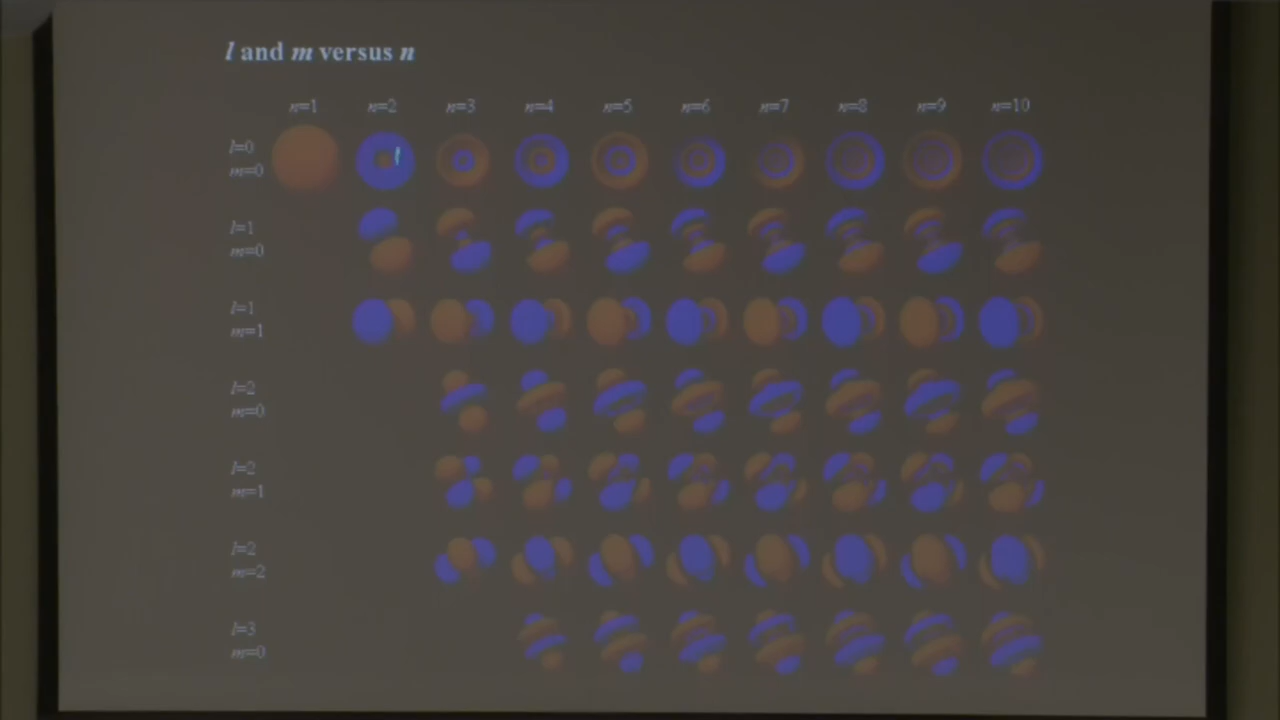 l and m versus n
n=1 n=2 n=3 n=4 n=5 n=6 n=7 n=8 n=9 n=10
l=0
m=0
l=1
m=0
l=1
m=1
l=2
m=0
l=2
m=1
l=2
m=2
l=3
m=0